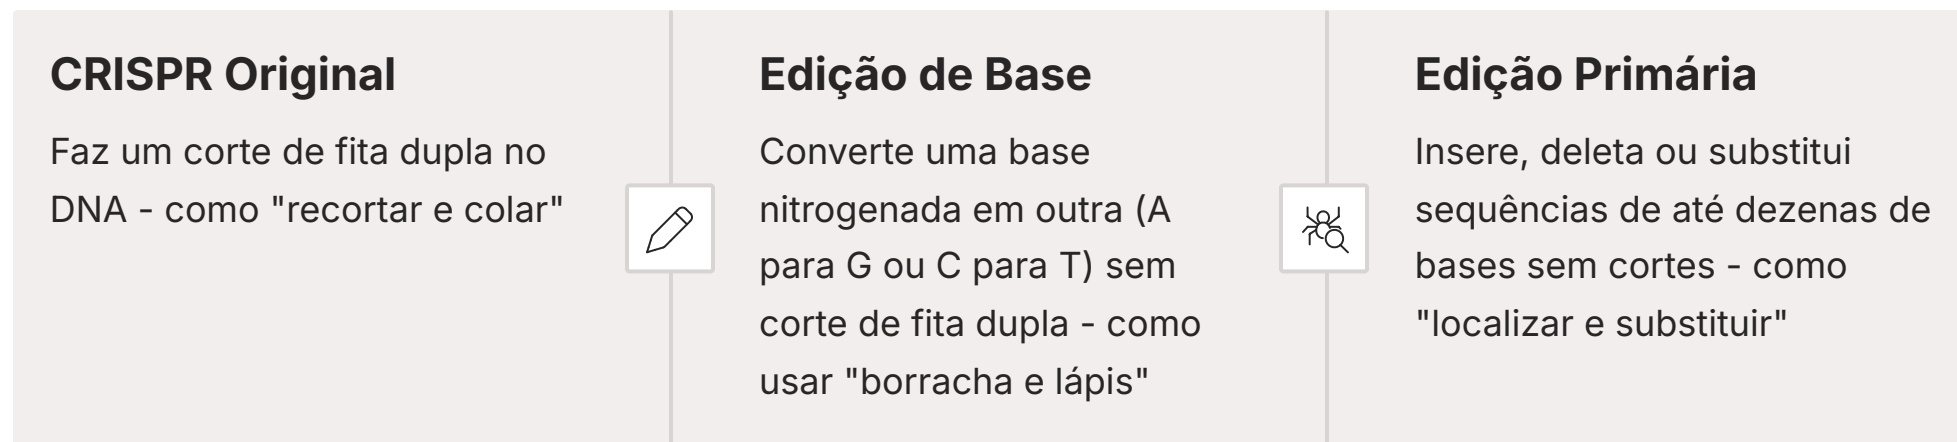 CRISPR Original
Faz um corte de fita dupla no
DNA - como "recortar e colar"
Edição de Base
Converte uma base
nitrogenada em outra (A
para G ou C para T) sem
corte de fita dupla - como
usar "borracha e lápis"
Edição Primária
Insere, deleta ou substitui
sequências de até dezenas de
bases sem cortes - como
"localizar e substituir"